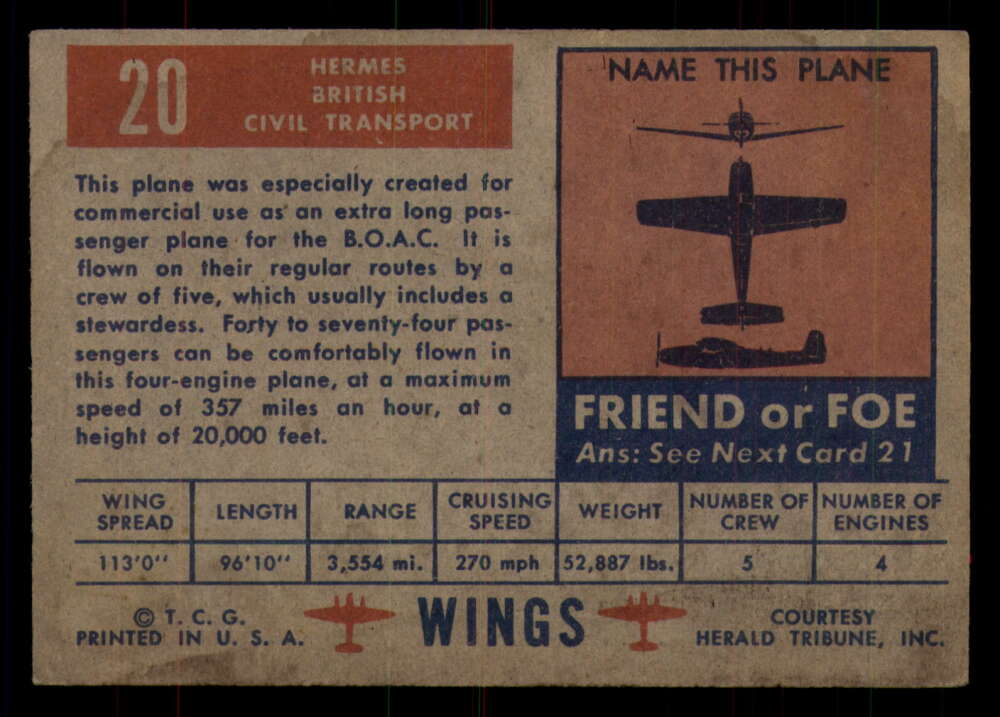 20
HERMES
BRITISH
CIVIL TRANSPORT
This plane was especially created for
commercial use as an extra long pas-
senger plane for the B.O.A.C. It is
flown on their regular routes by a
crew of five, which usually includes a
stewardess. Forty to seventy-four pas-
sengers can be comfortably flown in
this four-engine plane, at a maximum
speed of 357 miles an hour, at a
height of 20,000 feet.
NAME THIS PLANE
FRIEND or FOE
Ans: See Next Card 21
WING SPREAD
LENGTH
RANGE
CRUISING SPEED
WEIGHT
NUMBER OF CREW
NUMBER OF ENGINES
113'0"
96'10"
3,554 mi.
270 mph
52,887 lbs.
5
4
© T. C. G.
PRINTED IN U. S. A.
WINGS
COURTESY
HERALD TRIBUNE, INC.